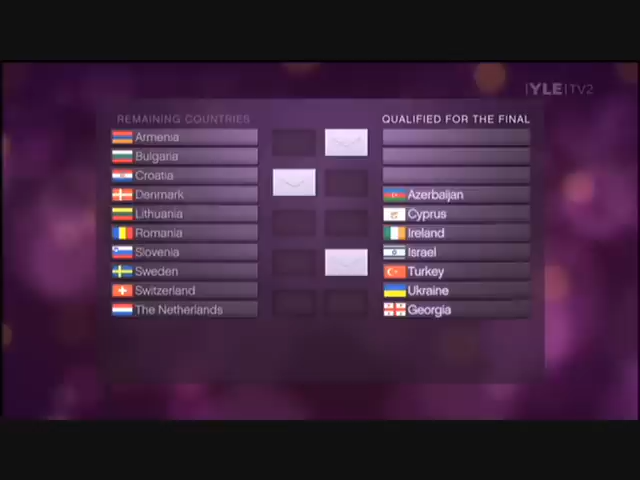 |YLE|TV2
REMAINING COUNTRIES
Armenia
Bulgaria
Croatia
Denmark
Lithuania
Romania
Slovenia
Sweden
Switzerland
The Netherlands
QUALIFIED FOR THE FINAL
Azerbaijan
Cyprus
Ireland
Israel
Turkey
Ukraine
Georgia